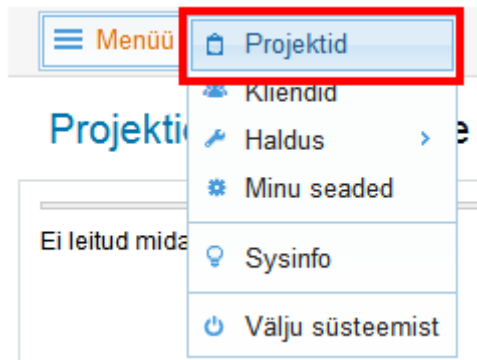 Menüü
Projektid
Kliendid
Projekti e
Haldus
Minu seaded
Ei leitud mida
Sysinfo
Välju süsteemist